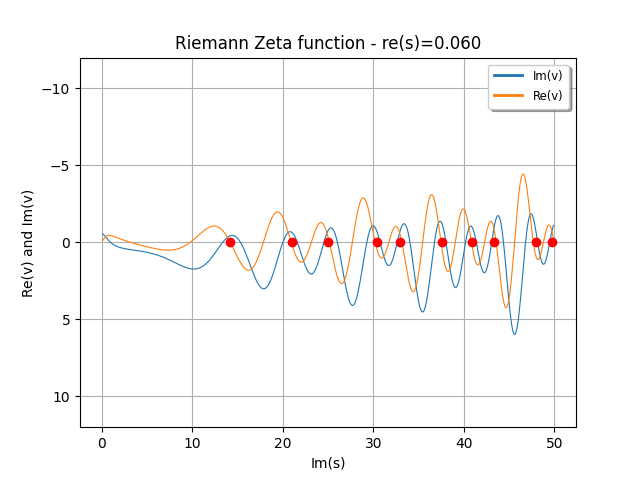 Riemann Zeta function - re(s)=0.060
Im(v)
Re(v)
Re(v) and Im(v)
−10
−5
0
5
10
0 10 20 30 40 50
Im(s)